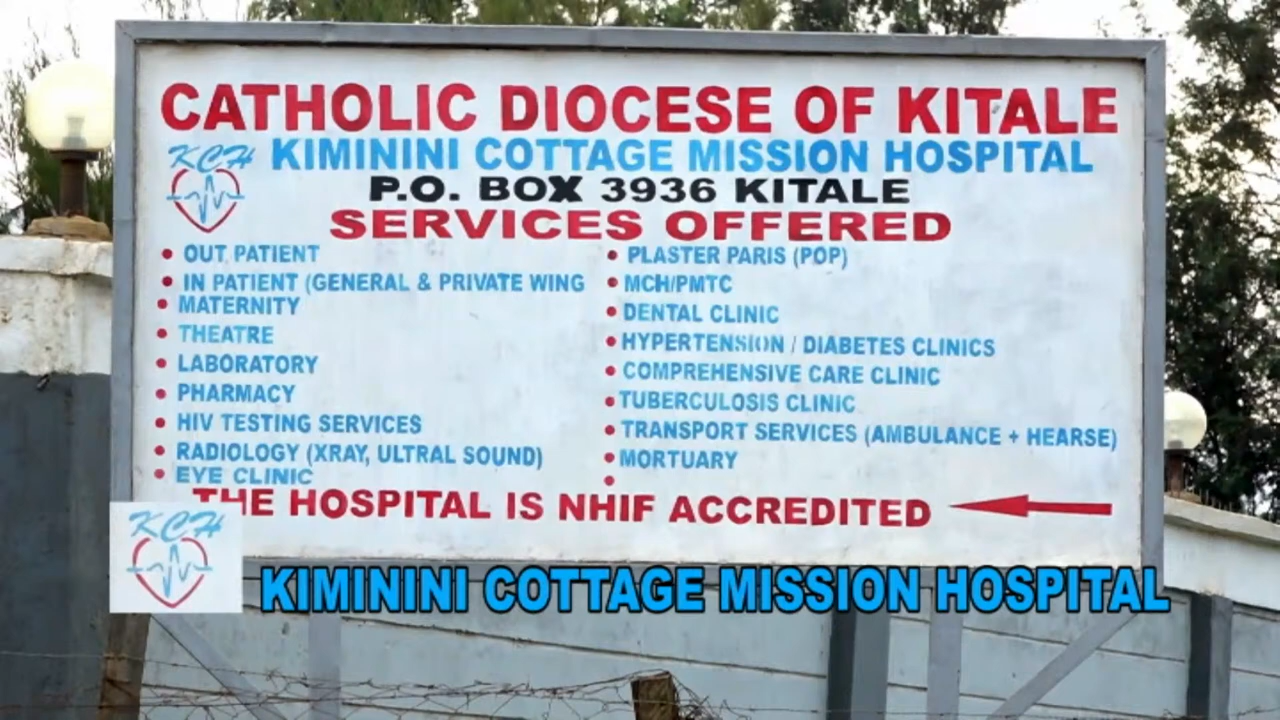 CATHOLIC DIOCESE OF KITALE
KCH
KIMININI COTTAGE MISSION HOSPITAL
P.O. BOX 3936 KITALE
SERVICES OFFERED
• OUT PATIENT
• IN PATIENT (GENERAL & PRIVATE WING
• MATERNITY
• THEATRE
• LABORATORY
• PHARMACY
• HIV TESTING SERVICES
• RADIOLOGY (XRAY, ULTRAL SOUND)
• EYE CLINIC
• PLASTER PARIS (POP)
• MCH/PMTC
• DENTAL CLINIC
• HYPERTENSION / DIABETES CLINICS
• COMPREHENSIVE CARE CLINIC
• TUBERCULOSIS CLINIC
• TRANSPORT SERVICES (AMBULANCE + HEARSE)
• MORTUARY
•
THE HOSPITAL IS NHIF ACCREDITED
KCH
KIMININI COTTAGE MISSION HOSPITAL